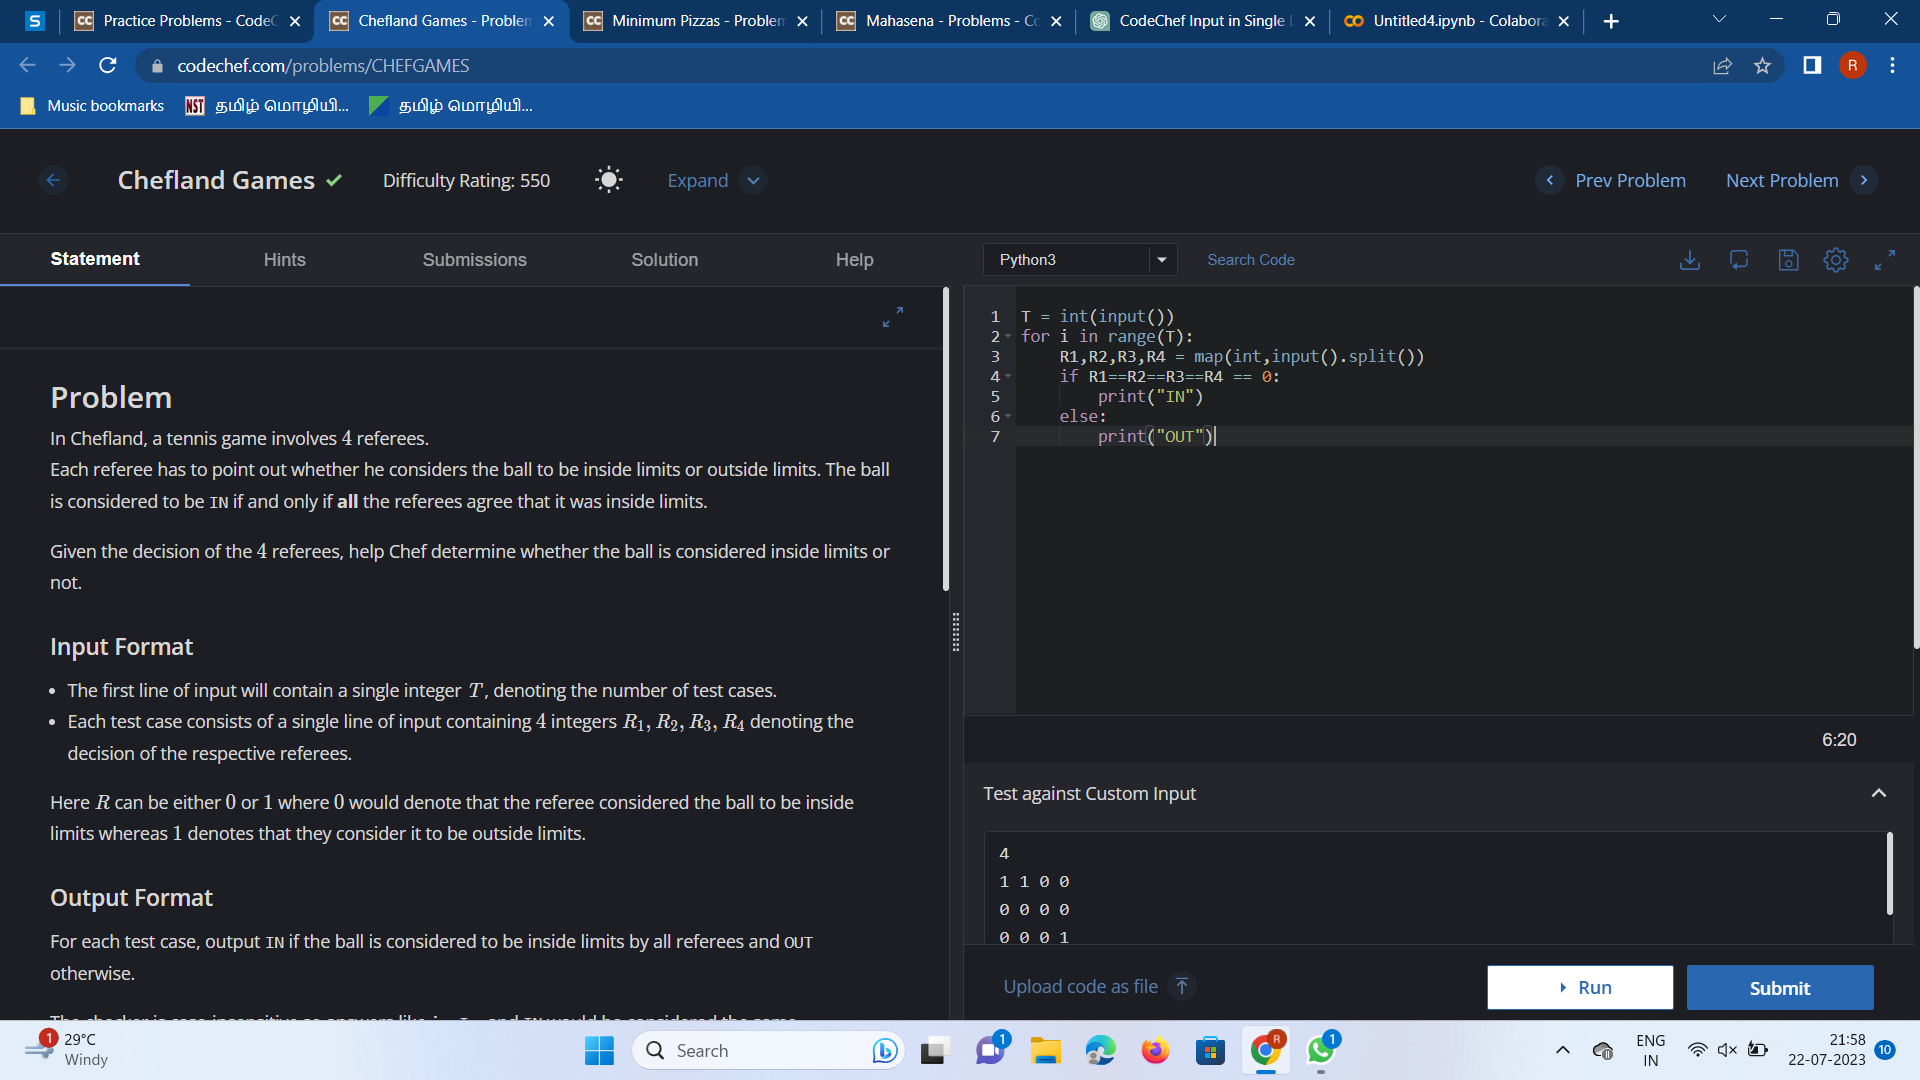 Practice Problems - CodeC
Chefland Games - Problem
Minimum Pizzas - Problem
Mahasena - Problems - Co
CodeChef Input in Single L
Untitled4.ipynb - Colabora
codechef.com/problems/CHEFGAMES
R
Music bookmarks
NST தமிழ் மொழியி...
தமிழ் மொழியி...
Chefland Games
Difficulty Rating: 550
Expand
Prev Problem
Next Problem
Statement
Hints
Submissions
Solution
Help
Python3
Search Code
Problem
In Chefland, a tennis game involves 4 referees.
Each referee has to point out whether he considers the ball to be inside limits or outside limits. The ball
is considered to be IN if and only if all the referees agree that it was inside limits.
Given the decision of the 4 referees, help Chef determine whether the ball is considered inside limits or
not.
Input Format
• The first line of input will contain a single integer T, denoting the number of test cases.
• Each test case consists of a single line of input containing 4 integers R1, R2, R3, R4 denoting the
decision of the respective referees.
Here R can be either 0 or 1 where 0 would denote that the referee considered the ball to be inside
limits whereas 1 denotes that they consider it to be outside limits.
Output Format
For each test case, output IN if the ball is considered to be inside limits by all referees and OUT
otherwise.
1 T = int(input())
2 for i in range(T):
3     R1,R2,R3,R4 = map(int,input().split())
4     if R1==R2==R3==R4 == 0:
5         print("IN")
6     else:
7         print("OUT")
6:20
Test against Custom Input
4
1 1 0 0
0 0 0 0
0 0 0 1
Upload code as file
Run
Submit
1
29°C
Windy
Search
1
R
1
ENG
IN
21:58
22-07-2023
10